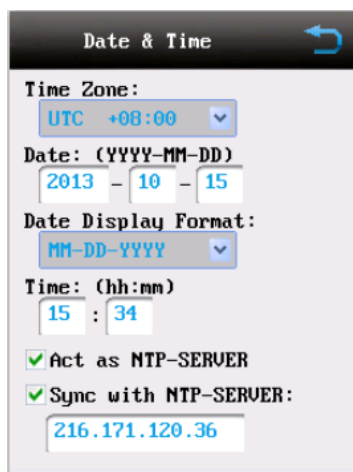 Date & Time
Time Zone:
UTC +08:00
Date: (YYYY-MM-DD)
2013 - 10 - 15
Date Display Format:
MM-DD-YYYY
Time: (hh:mm)
15 : 34
Act as NTP-SERVER
Sync with NTP-SERVER:
216.171.120.36